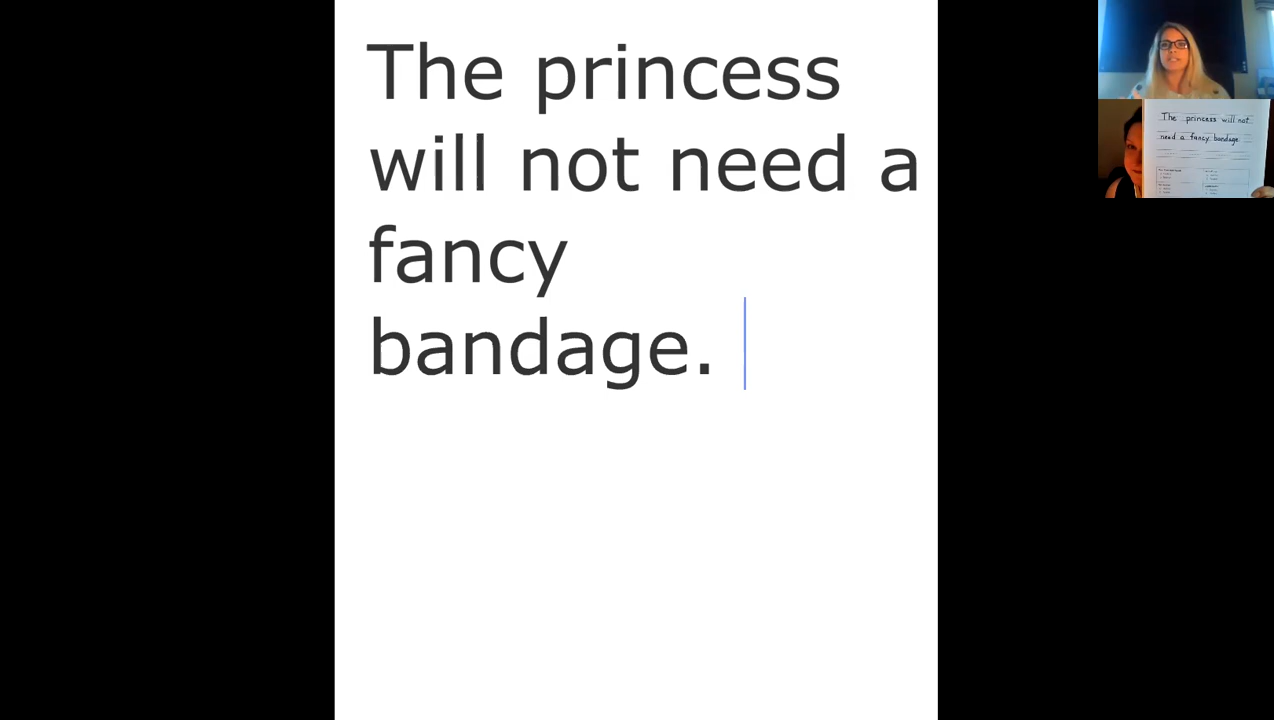 The princess
will not need a
fancy
bandage.
The princess will not
need a fancy bandage